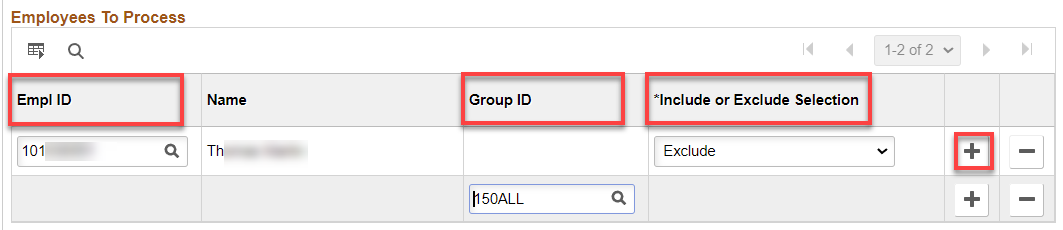 Employees To Process
1-2 of 2
Empl ID Name Group ID *Include or Exclude Selection
101 Th Exclude
150ALL